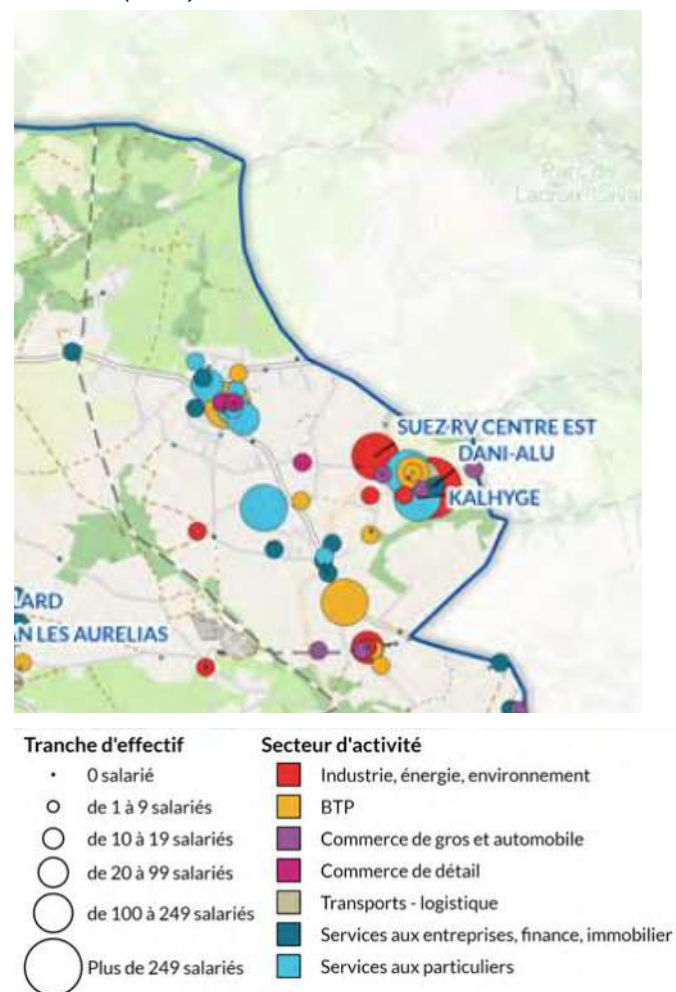 Parc de
SUEZ RV CENTRE EST
DANI-ALU
KALHYGE
LARD
N LES AURELIAS
Tranche d'effectif
0 salarié
de 1 à 9 salariés
de 10 à 19 salariés
de 20 à 99 salariés
de 100 à 249 salariés
Plus de 249 salariés
Secteur d'activité
Industrie, énergie, environnement
BTP
Commerce de gros et automobile
Commerce de détail
Transports - logistique
Services aux entreprises, finance, immobilier
Services aux particuliers